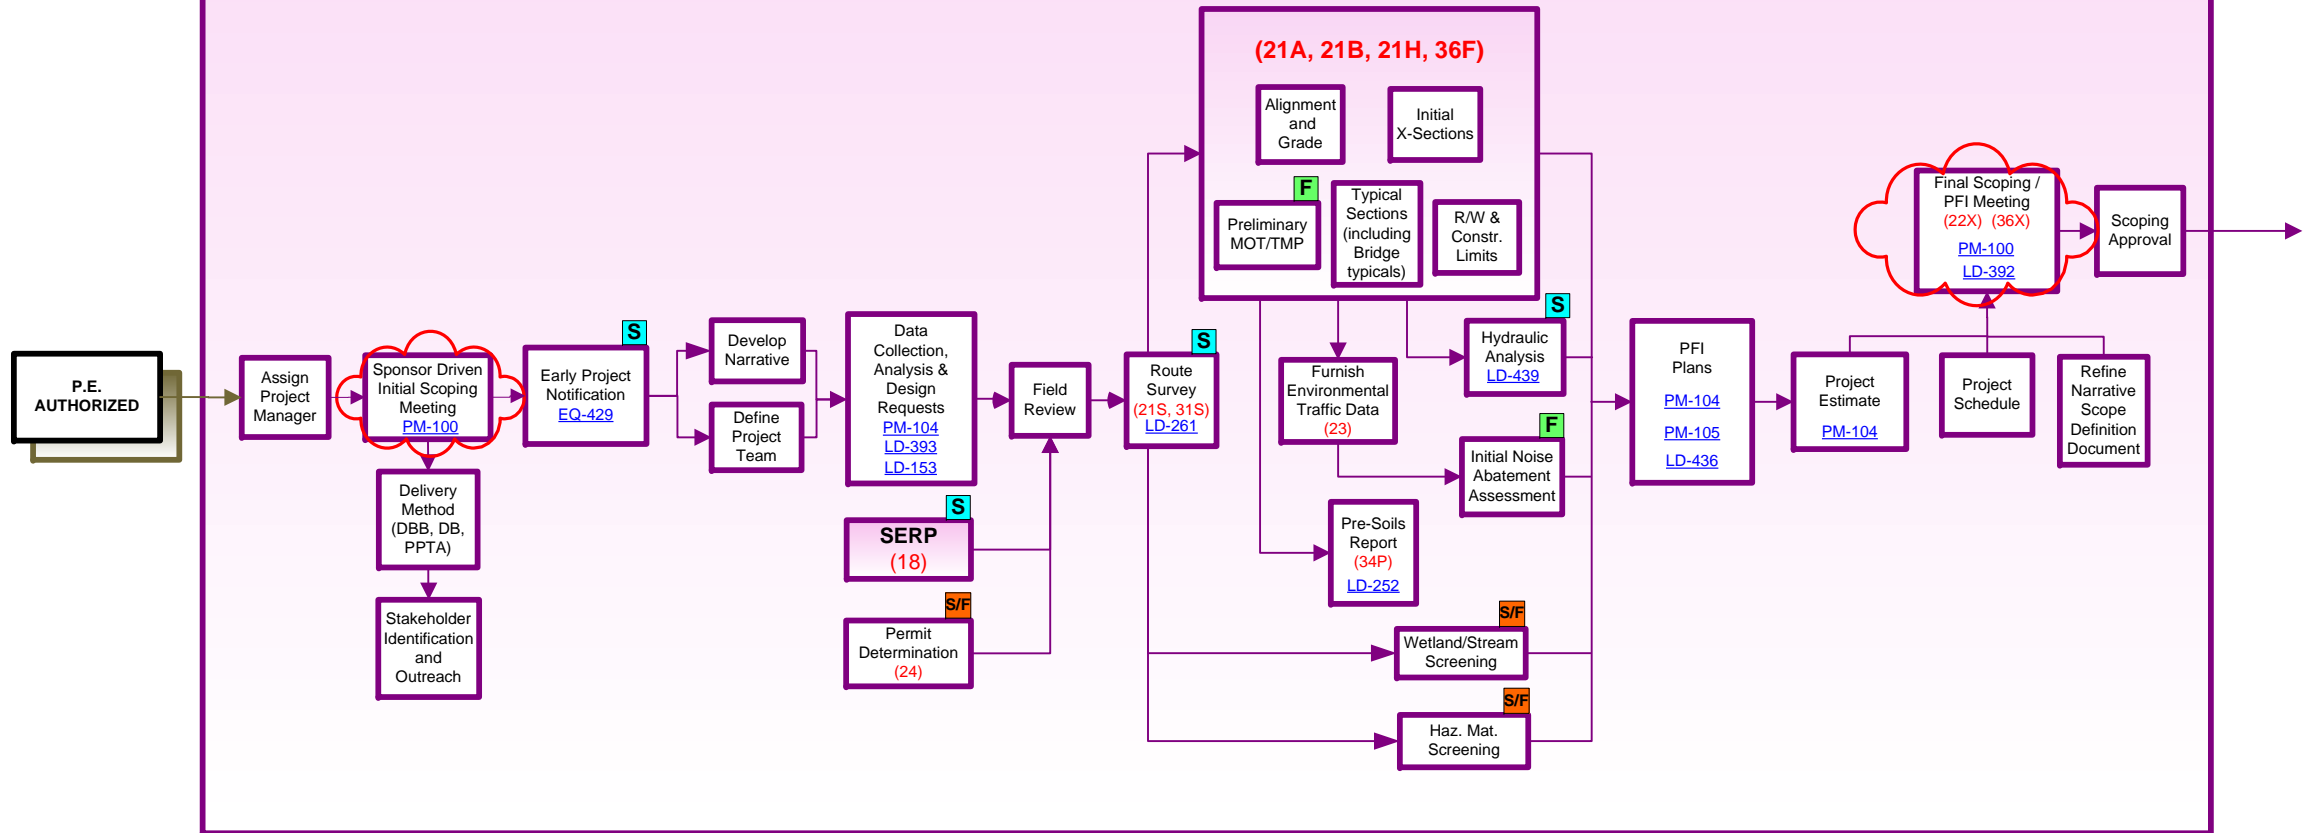 P.E.
AUTHORIZED
Assign
Project
Manager
Sponsor Driven
Initial Scoping
Meeting
PM-100
Delivery
Method
(DBB, DB,
PPTA)
Stakeholder
Identification
and
Outreach
S
Early Project
Notification
EQ-429
Develop
Narrative
Define
Project
Team
Data
Collection,
Analysis &
Design
Requests
PM-104
LD-393
LD-153
S
SERP
(18)
S/F
Permit
Determination
(24)
Field
Review
S
Route
Survey
(21S, 31S)
LD-261
(21A, 21B, 21H, 36F)
Alignment
and
Grade
Initial
X-Sections
F
Preliminary
MOT/TMP
Typical
Sections
(including
Bridge
typicals)
R/W &
Constr.
Limits
S
Hydraulic
Analysis
LD-439
Furnish
Environmental
Traffic Data
(23)
F
Initial Noise
Abatement
Assessment
Pre-Soils
Report
(34P)
LD-252
S/F
Wetland/Stream
Screening
S/F
Haz. Mat.
Screening
PFI
Plans
PM-104
PM-105
LD-436
Project
Estimate
PM-104
Project
Schedule
Refine
Narrative
Scope
Definition
Document
Final Scoping /
PFI Meeting
(22X) (36X)
PM-100
LD-392
Scoping
Approval